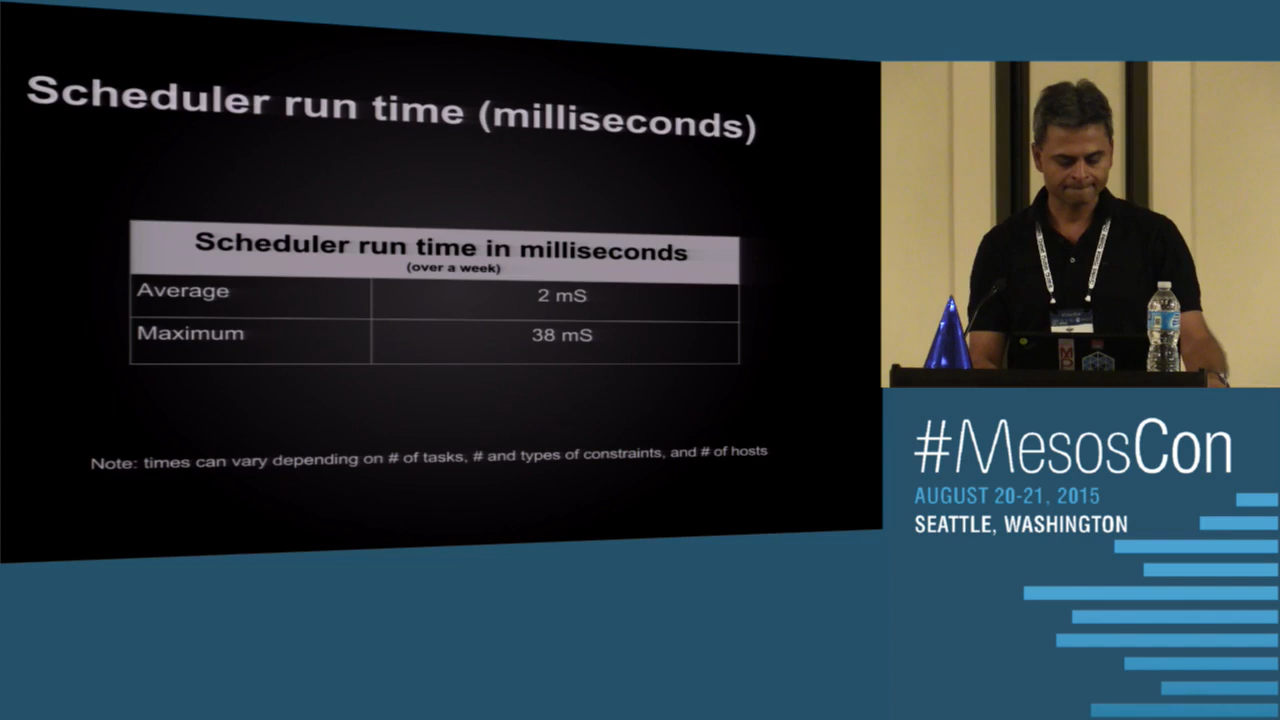 Scheduler run time (milliseconds)
Scheduler run time in milliseconds
(over a week)
Average 2 mS
Maximum 38 mS
Note: times can vary depending on # of tasks, # and types of constraints, and # of hosts
#MesosCon
AUGUST 20-21, 2015
SEATTLE, WASHINGTON